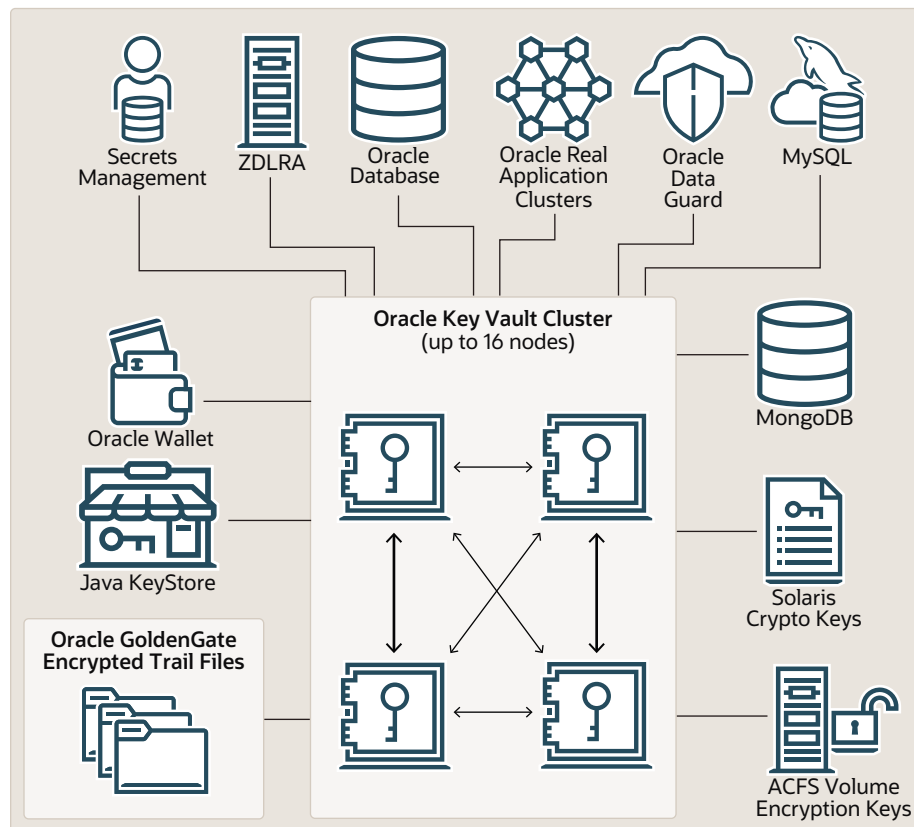 Secrets
Management
ZDLRA
Oracle
Database
Oracle Real
Application
Clusters
Oracle
Data
Guard
MySQL
Oracle Key Vault Cluster
(up to 16 nodes)
Oracle Wallet
MongoDB
Java KeyStore
Solaris
Crypto Keys
Oracle GoldenGate
Encrypted Trail Files
ACFS Volume
Encryption Keys